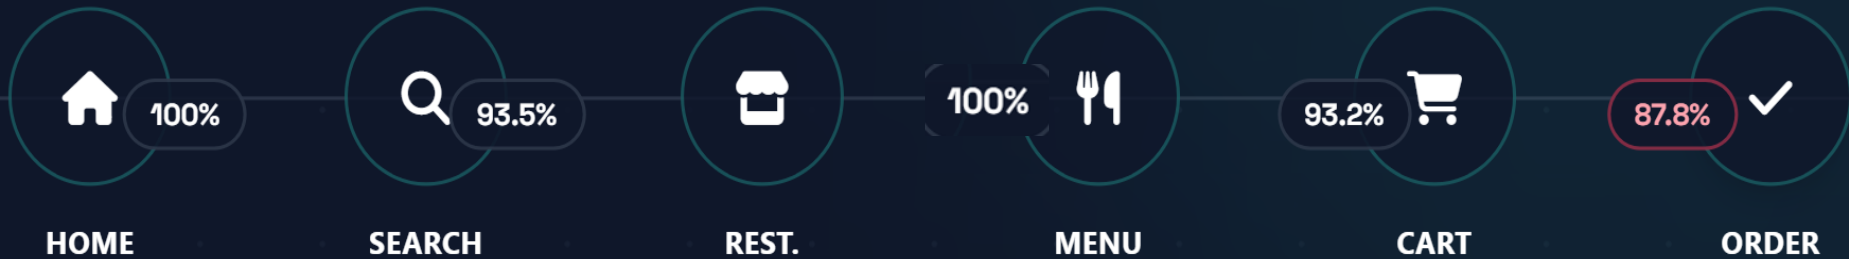 100% 93.5% 100% 93.2% 87.8%
HOME SEARCH REST. MENU CART ORDER